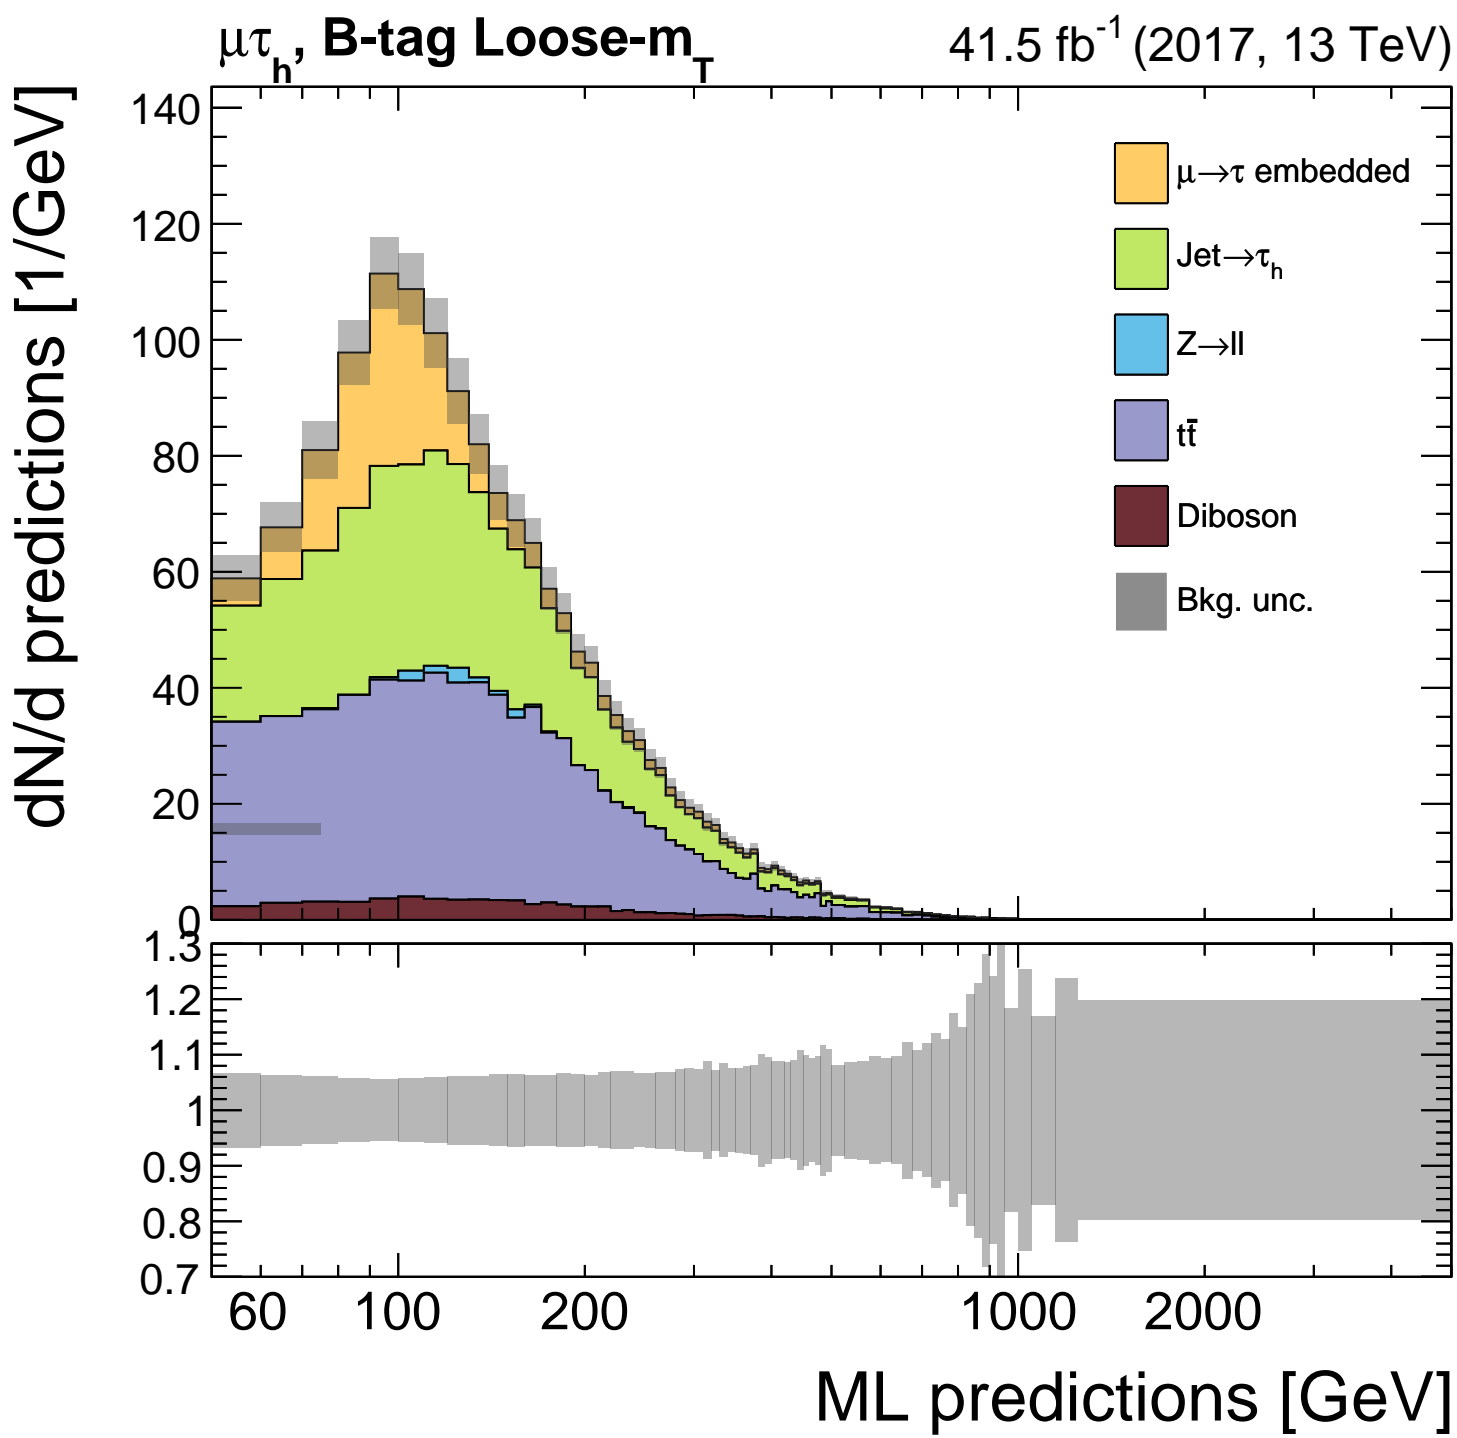 μτh, B-tag Loose-mT
41.5 fb-1 (2017, 13 TeV)
dN/d predictions [1/GeV]
140
120
100
80
60
40
20
0
μ→τ embedded
Jet→τh
Z→ll
tt̄
Diboson
Bkg. unc.
1.3
1.2
1.1
1
0.9
0.8
0.7
60 100 200 1000 2000
ML predictions [GeV]